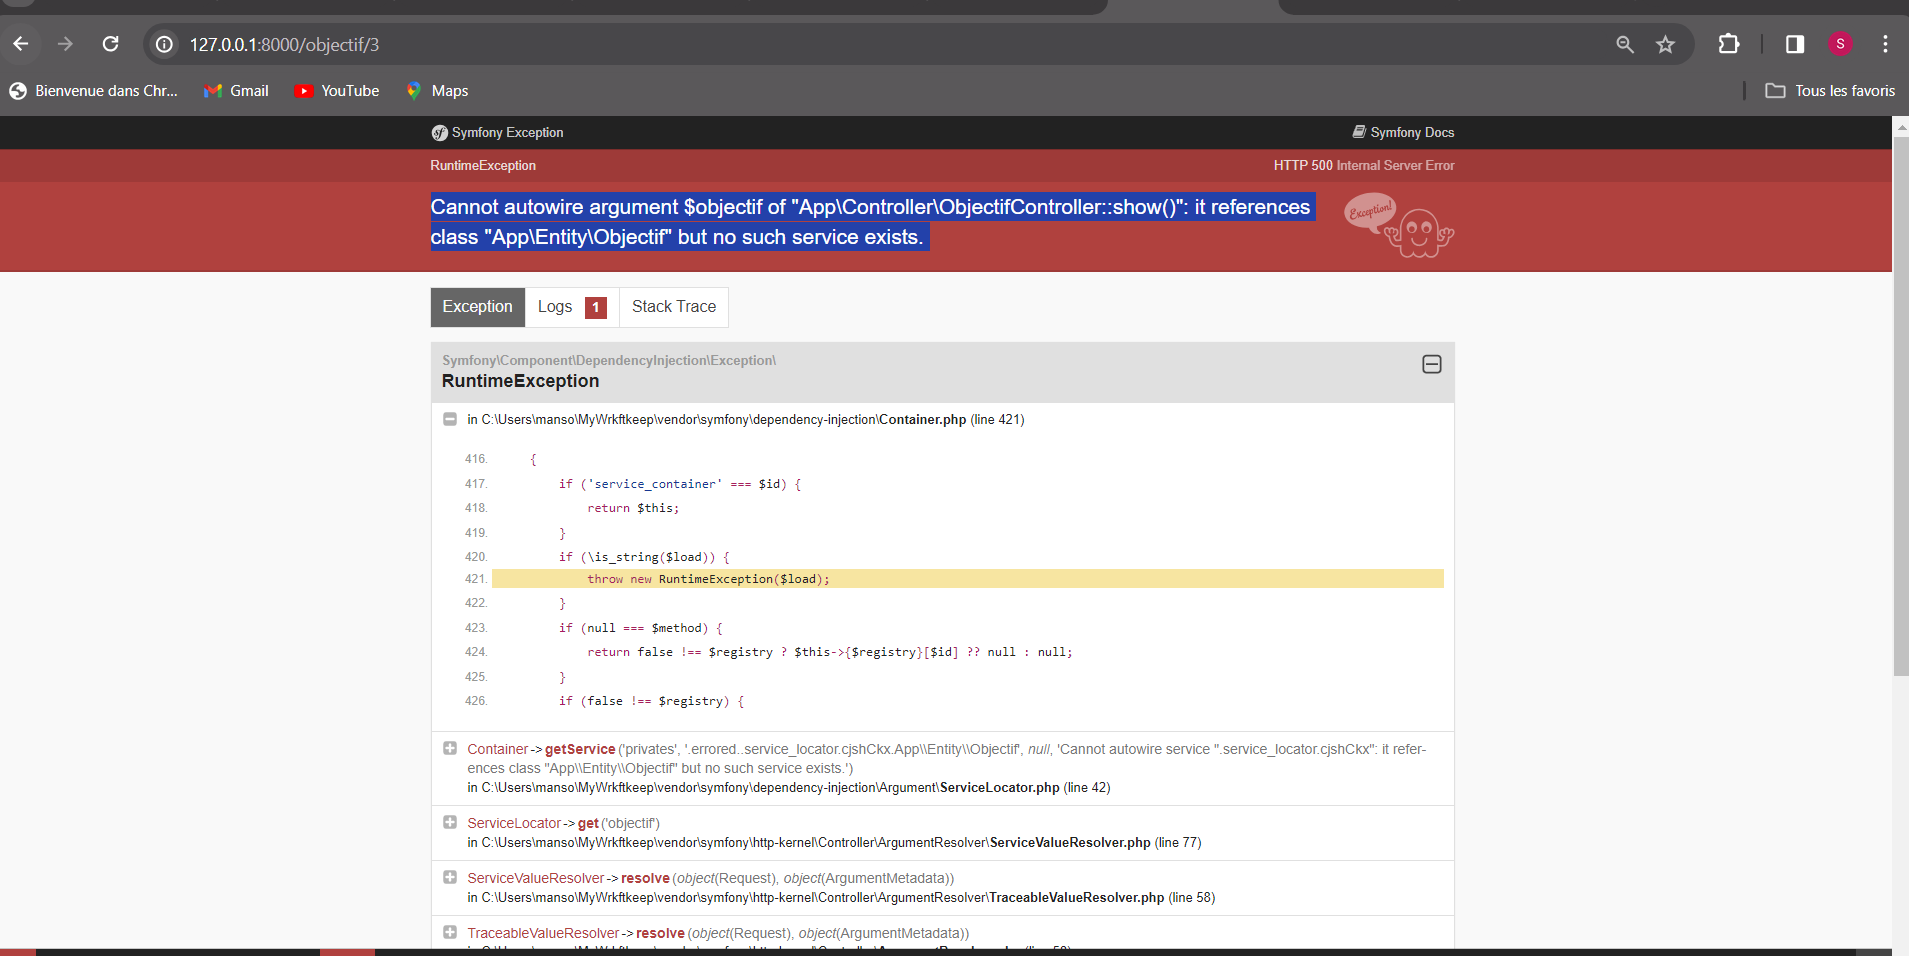 127.0.0.1:8000/objectif/3
S
Bienvenue dans Chr...
Gmail
YouTube
Maps
Tous les favoris
sf Symfony Exception
Symfony Docs
RuntimeException
HTTP 500 Internal Server Error
Cannot autowire argument $objectif of "App\Controller\ObjectifController::show()": it references
class "App\Entity\Objectif" but no such service exists.
Exception!
Exception
Logs 1
Stack Trace
Symfony\Component\DependencyInjection\Exception\
RuntimeException
in C:\Users\manso\MyWrkftkeep\vendor\symfony\dependency-injection\Container.php (line 421)
416. {
417. if ('service_container' === $id) {
418. return $this;
419. }
420. if (\is_string($load)) {
421. throw new RuntimeException($load);
422. }
423. if (null === $method) {
424. return false !== $registry ? $this->{$registry}[$id] ?? null : null;
425. }
426. if (false !== $registry) {
Container->getService('privates', '.errored..service_locator.cjshCkx.App\\Entity\\Objectif', null, 'Cannot autowire service ".service_locator.cjshCkx": it refer-
ences class "App\\Entity\\Objectif" but no such service exists.')
in C:\Users\manso\MyWrkftkeep\vendor\symfony\dependency-injection\Argument\ServiceLocator.php (line 42)
ServiceLocator->get('objectif')
in C:\Users\manso\MyWrkftkeep\vendor\symfony\http-kernel\Controller\ArgumentResolver\ServiceValueResolver.php (line 77)
ServiceValueResolver->resolve(object(Request), object(ArgumentMetadata))
in C:\Users\manso\MyWrkftkeep\vendor\symfony\http-kernel\Controller\ArgumentResolver\TraceableValueResolver.php (line 58)
TraceableValueResolver->resolve(object(Request), object(ArgumentMetadata))